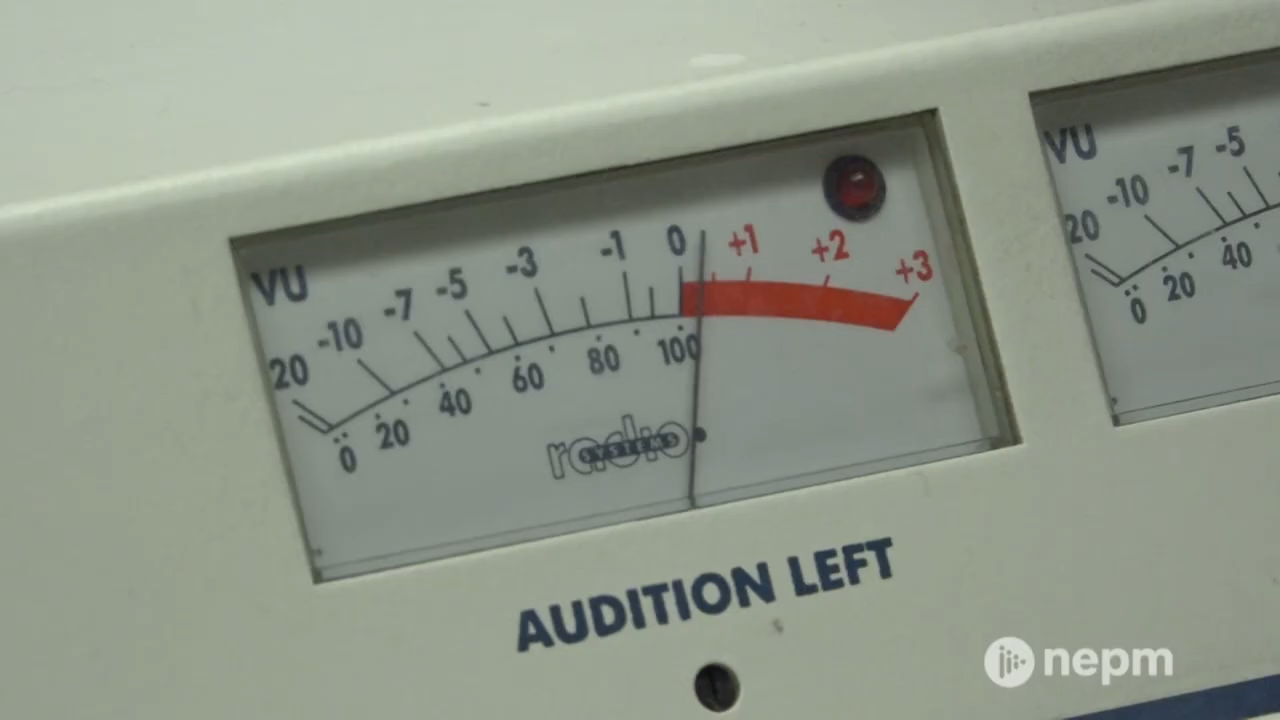 VU
20 -10 -7 -5 -3 -1 0 +1 +2 +3
0 20 40 60 80 100
radio
SYSTEMS
AUDITION LEFT
VU
20 -10 -7 -5
0 20 40
nepm